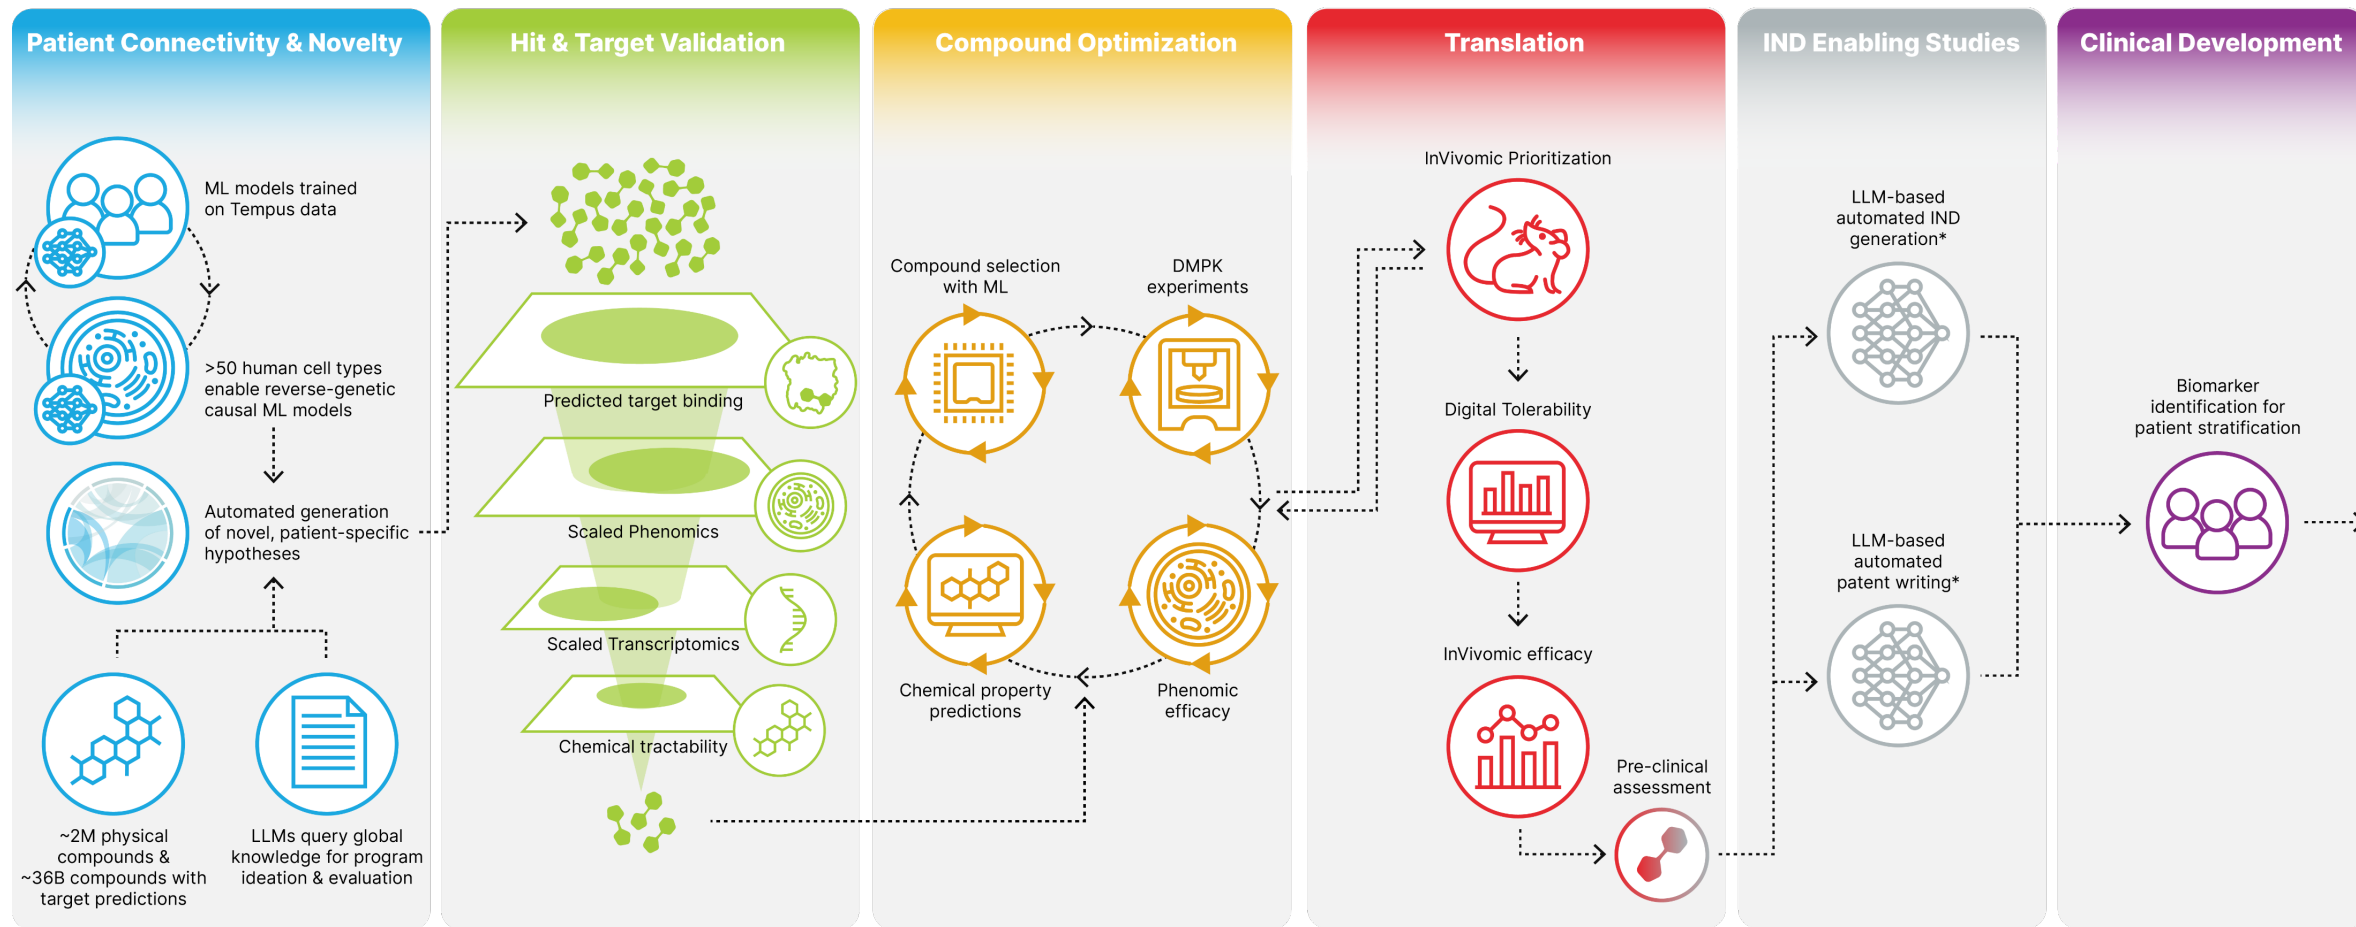 Patient Connectivity & Novelty
ML models trained
on Tempus data
>50 human cell types
enable reverse-genetic
causal ML models
Automated generation
of novel, patient-specific
hypotheses
~2M physical
compounds &
~36B compounds with
target predictions
LLMs query global
knowledge for program
ideation & evaluation
Hit & Target Validation
Predicted target binding
Scaled Phenomics
Scaled Transcriptomics
Chemical tractability
Compound Optimization
Compound selection
with ML
DMPK
experiments
Chemical property
predictions
Phenomic
efficacy
Translation
InVivomic Prioritization
Digital Tolerability
InVivomic efficacy
Pre-clinical
assessment
IND Enabling Studies
LLM-based
automated IND
generation*
LLM-based
automated
patent writing*
Clinical Development
Biomarker
identification for
patient stratification